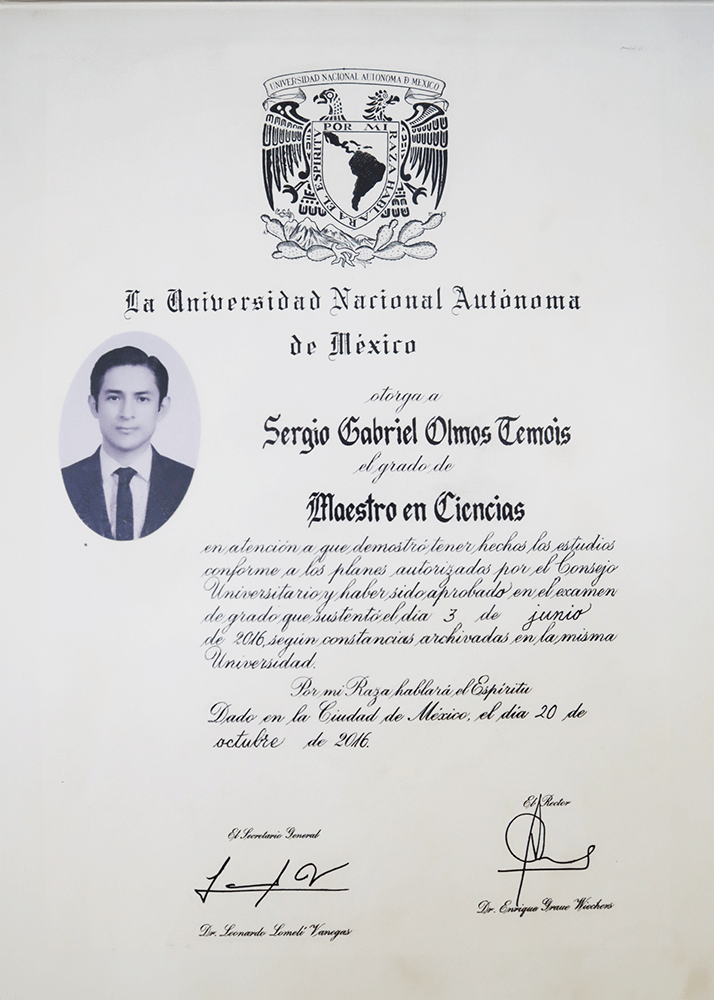 UNIVERSIDAD NACIONAL AUTONOMA D MEXICO
POR MI RAZA HABLARA EL ESPIRITU
La Universidad Nacional Autónoma
de México
otorga a
Sergio Gabriel Olmos Temois
el grado de
Maestro en Ciencias
en atención a que demostró tener hechos los estudios
conforme a los planes autorizados por el Consejo
Universitario y haber sido aprobado en el examen
de grado que sustentó el día 3 de junio
de 2016, según constancias archivadas en la misma
Universidad.
Por mi Raza hablará el Espíritu
Dado en la Ciudad de México, el día 20 de
octubre de 2016.
El Rector
El Secretario General
Dr. Enrique Graue Wiechers
Dr. Leonardo Lomelí Vanegas